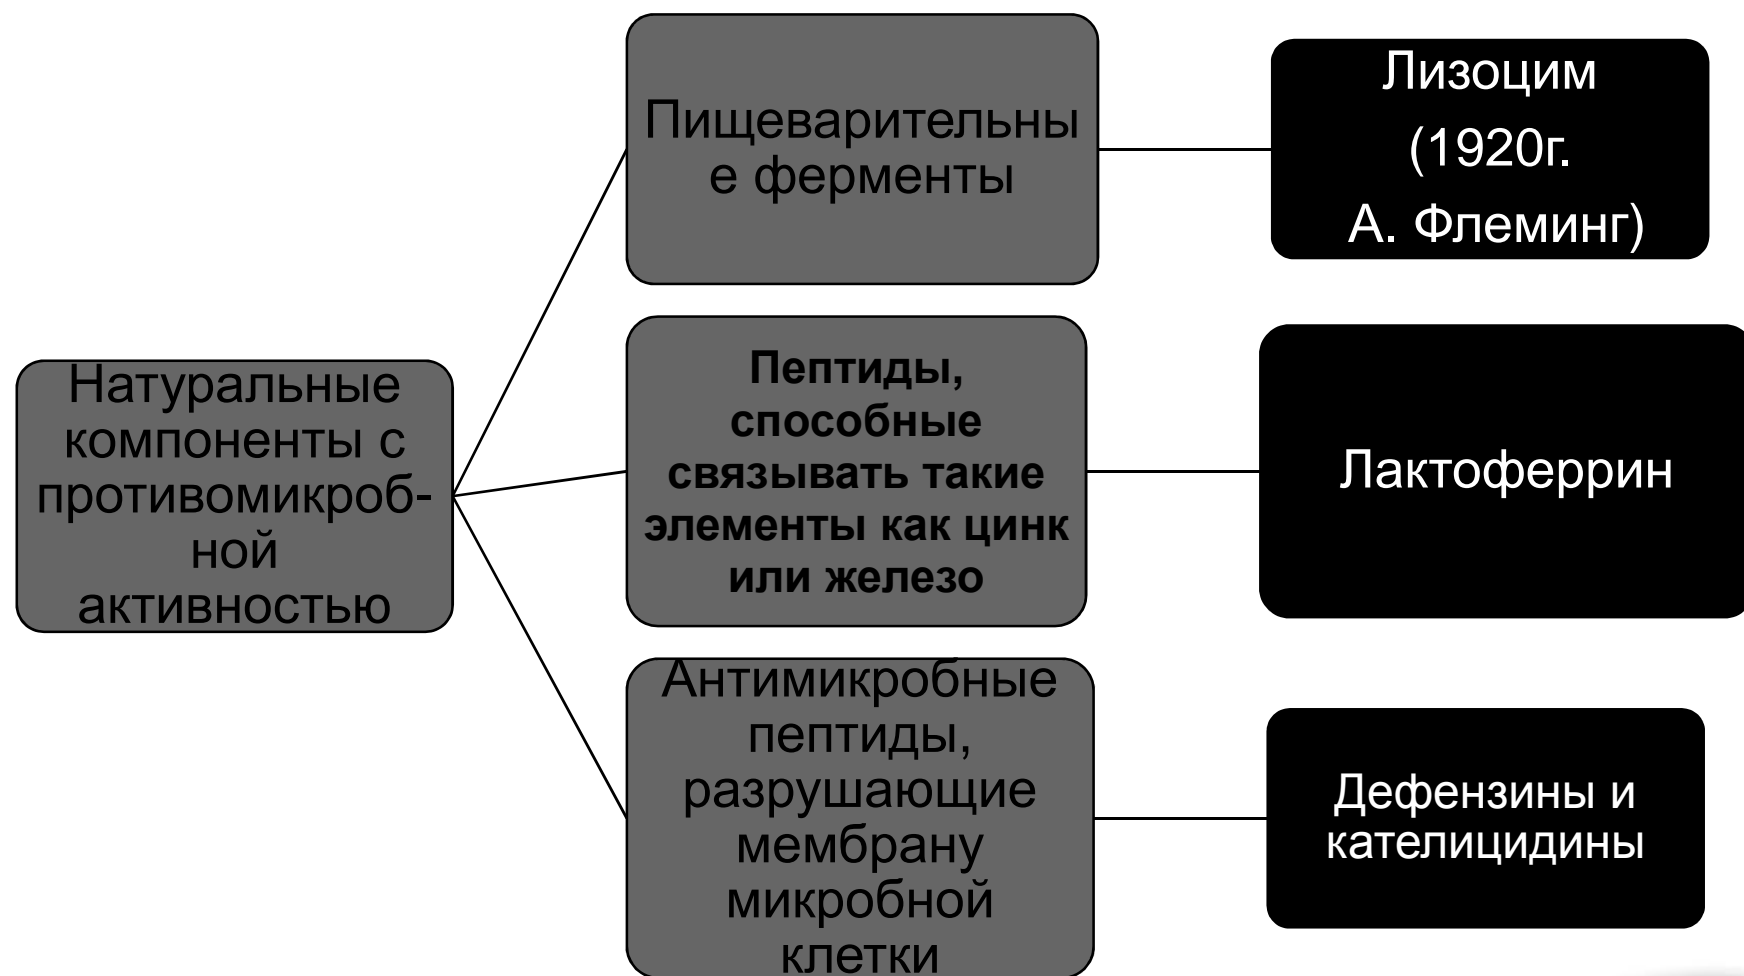 Натуральные
компоненты с
противомикроб-
ной
активностью
Пищеварительны
е ферменты
Лизоцим
(1920г.
А. Флеминг)
Пептиды,
способные
связывать такие
элементы как цинк
или железо
Лактоферрин
Антимикробные
пептиды,
разрушающие
мембрану
микробной
клетки
Дефензины и
кателицидины